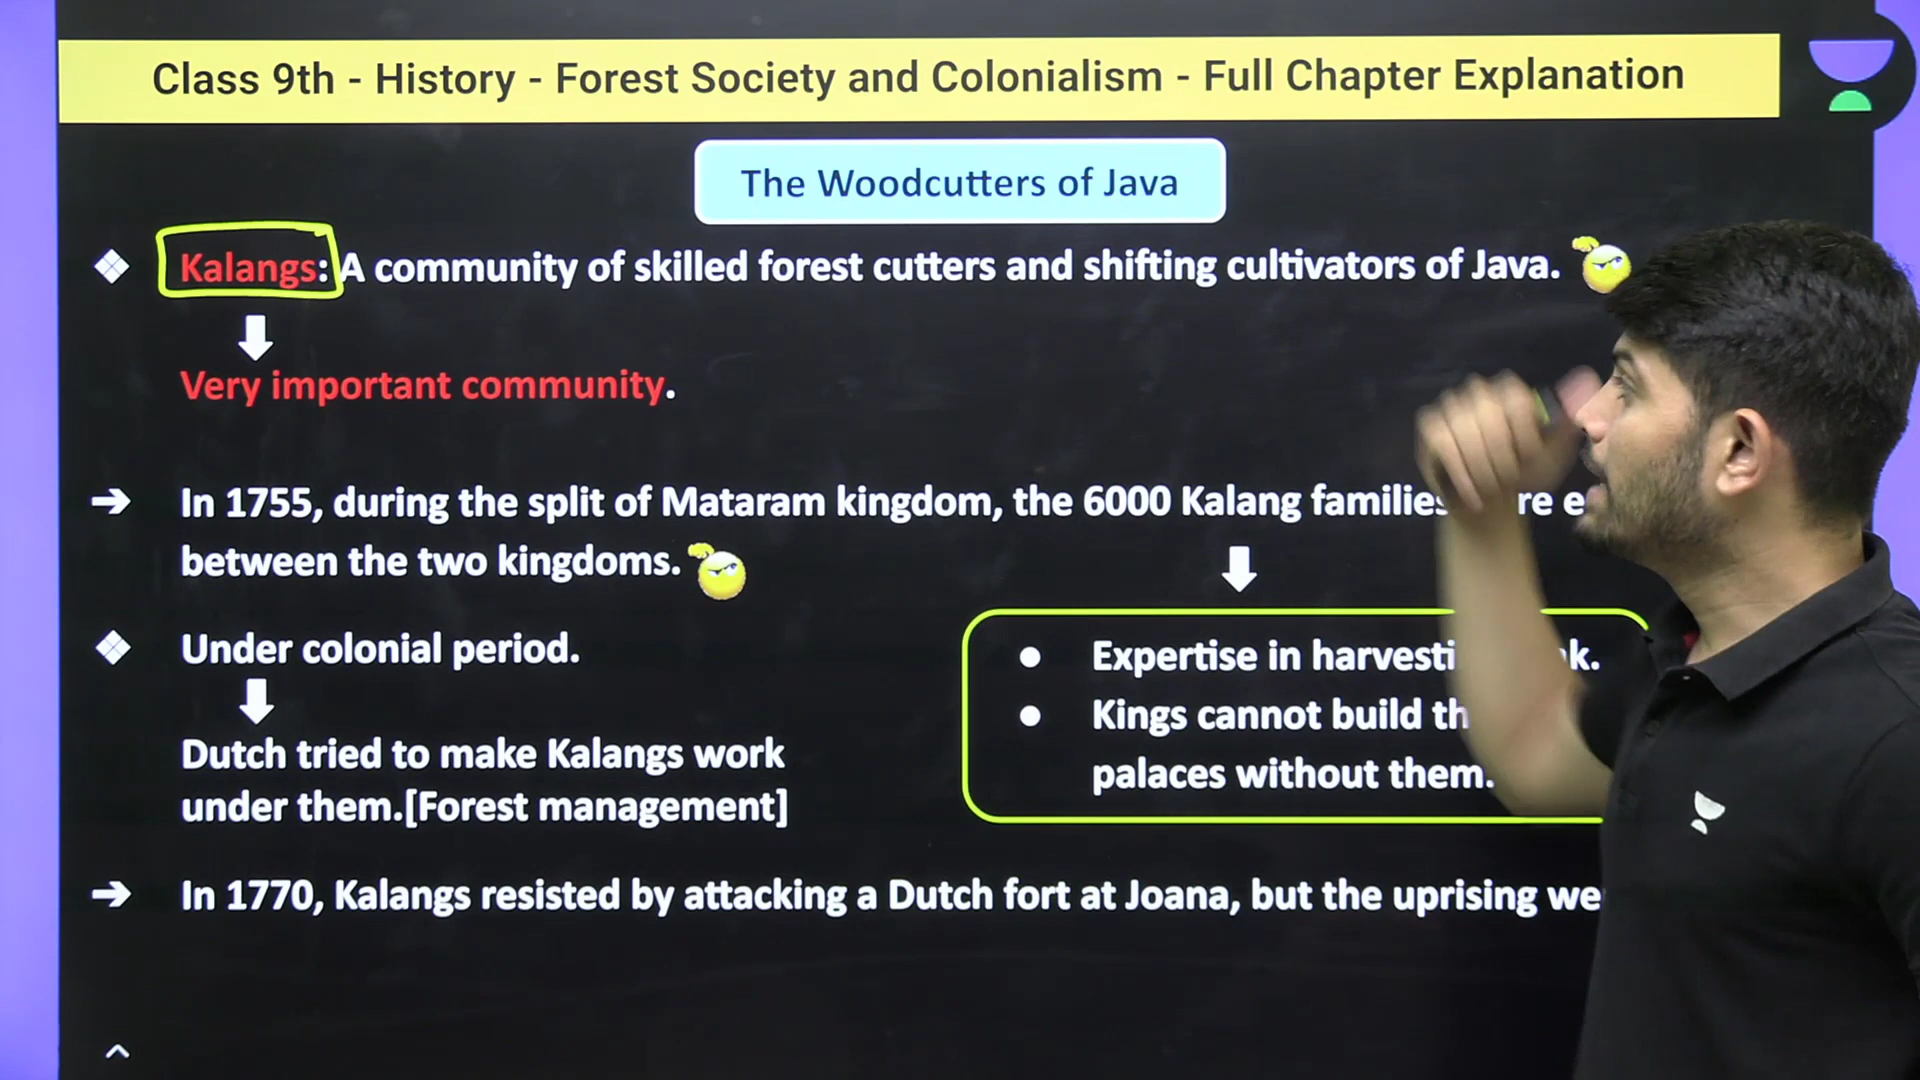 Class 9th - History - Forest Society and Colonialism - Full Chapter Explanation
The Woodcutters of Java
Kalangs: A community of skilled forest cutters and shifting cultivators of Java.
Very important community.
In 1755, during the split of Mataram kingdom, the 6000 Kalang families
between the two kingdoms.
Under colonial period.
Expertise in
Kings cannot build
palaces without them.
Dutch tried to make Kalangs work
under them.[Forest management]
In 1770, Kalangs resisted by attacking a Dutch fort at Joana, but the uprising